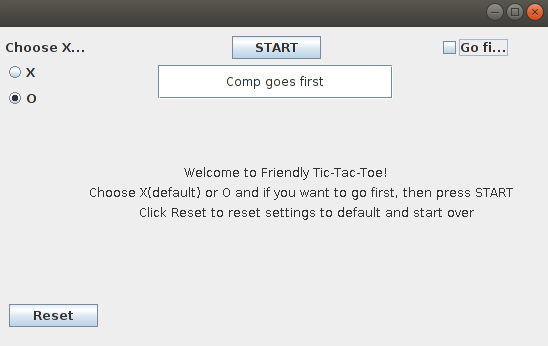 Choose X...
START
Go fi...
X
Comp goes first
O
Welcome to Friendly Tic-Tac-Toe!
Choose X(default) or O and if you want to go first, then press START
Click Reset to reset settings to default and start over
Reset